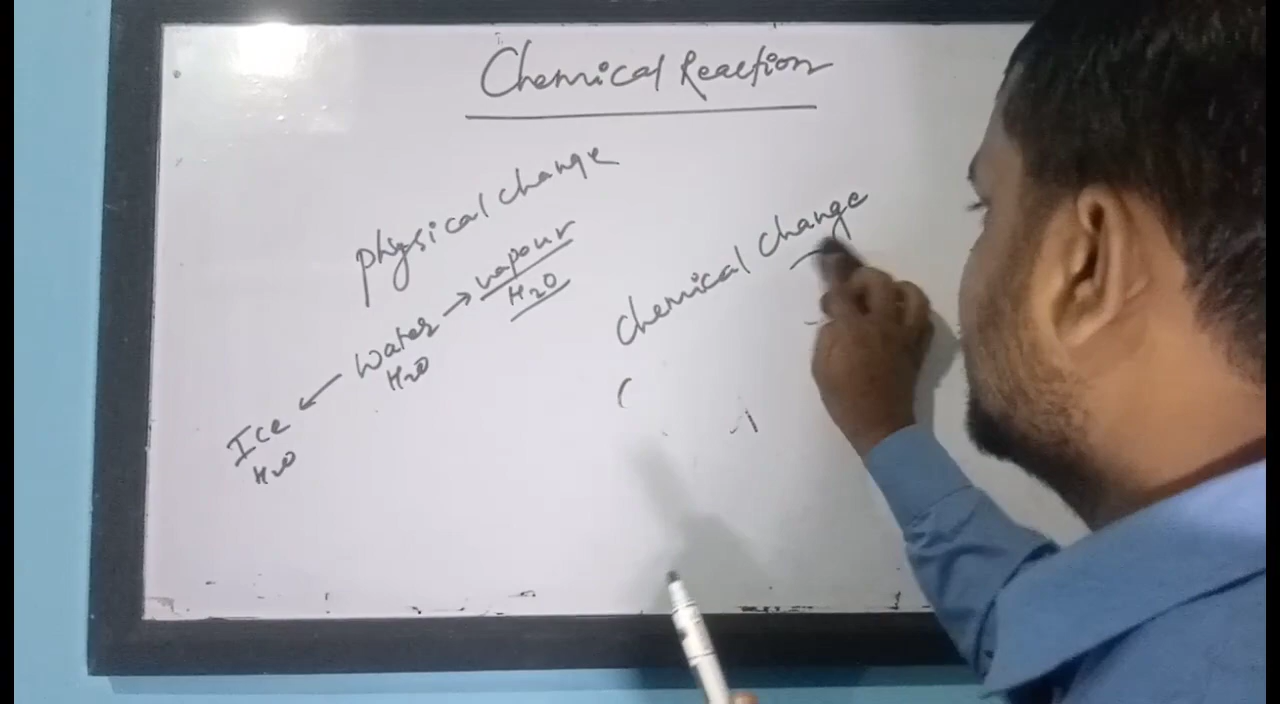 Chemical Reaction
Physical change
Ice ← Water → vapour
H2O H2O H2O
Chemical Change
(